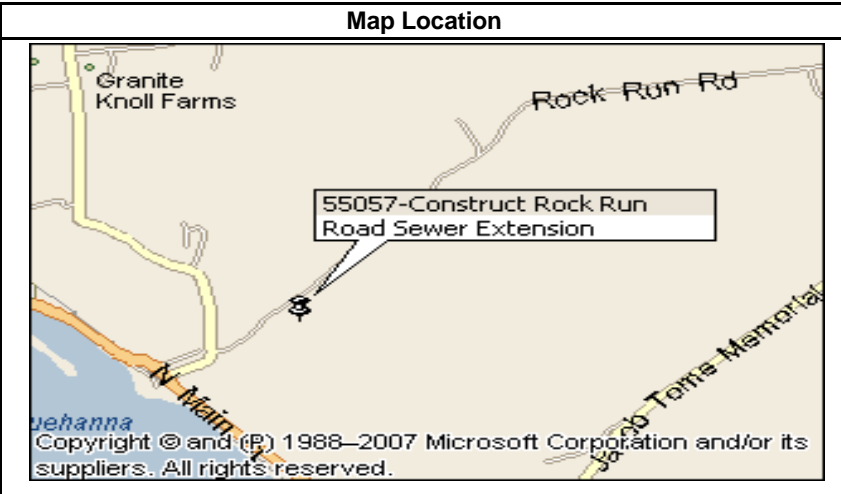 Map Location
Granite
Knoll Farms
Rock Run Rd
55057-Construct Rock Run
Road Sewer Extension
Jacob Tome Memorial
N Main
uehanna
Copyright © and (P) 1988–2007 Microsoft Corporation and/or its
suppliers. All rights reserved.